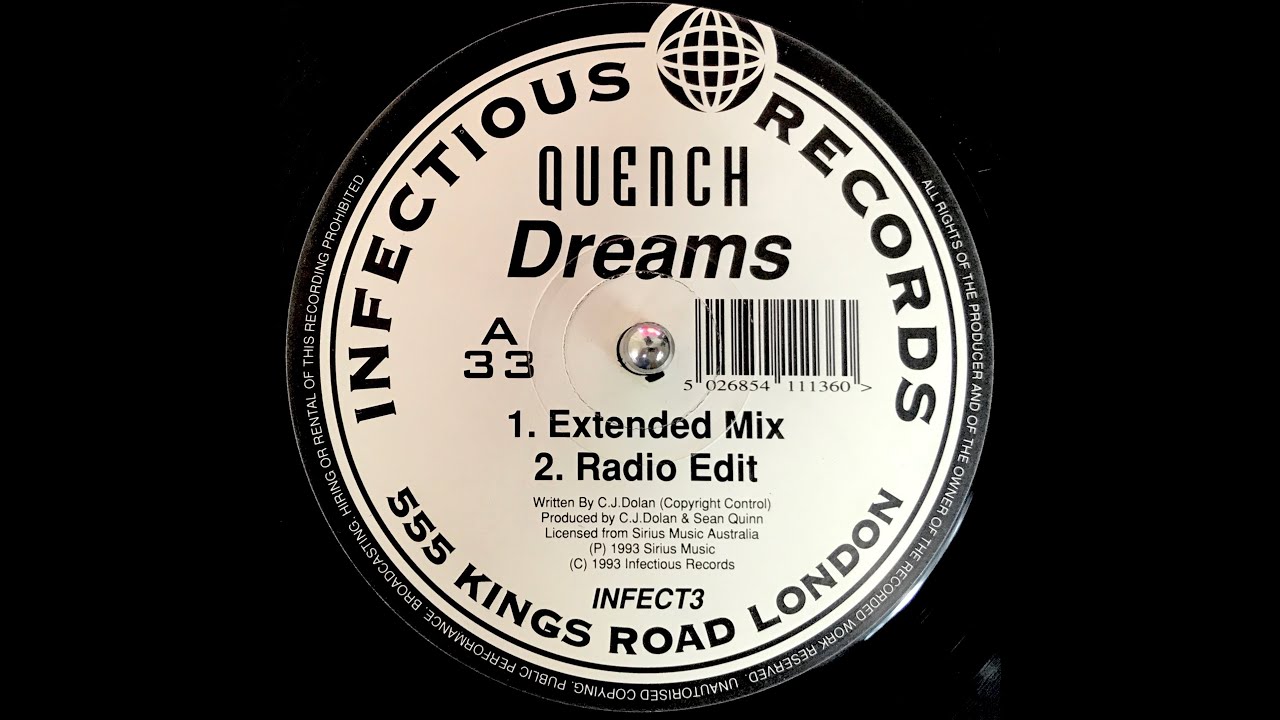 INFECTIOUS RECORDS
QUENCH
Dreams
A
33
5 026854 111360 >
1. Extended Mix
2. Radio Edit
Written By C.J.Dolan (Copyright Control)
Produced by C.J.Dolan & Sean Quinn
Licensed from Sirius Music Australia
(P) 1993 Sirius Music
(C) 1993 Infectious Records
INFECT3
555 KINGS ROAD LONDON
ALL RIGHTS OF THE PRODUCER AND OF THE OWNER OF THE RECORDED WORK RESERVED. UNAUTORISED COPYING. PUBLIC PERFORMANCE. BROADCASTING. HIRING OR RENTAL OF THIS RECORDING PROHIBITED